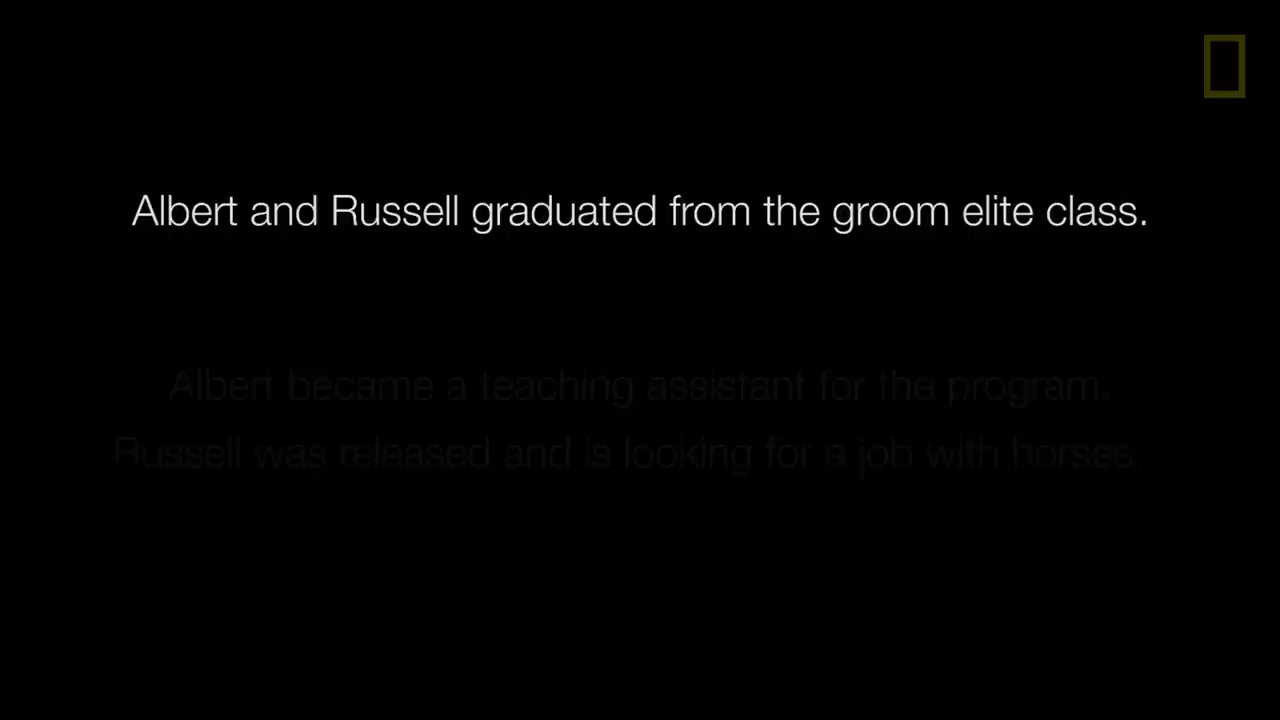 Albert and Russell graduated from the groom elite class.
Albert became a teaching assistant for the program.
Russell was released and is looking for a job with horses.